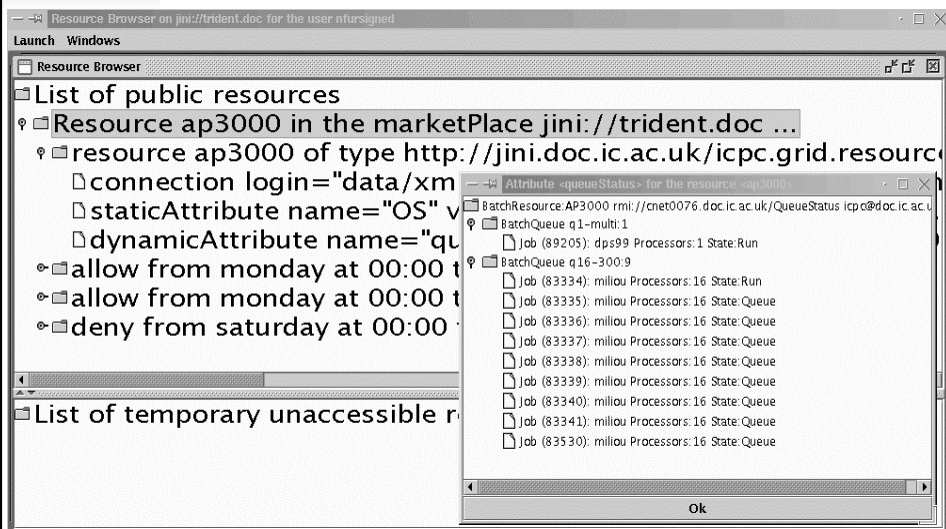 Resource Browser on jini://trident.doc for the user nfursigned
Launch Windows
Resource Browser
List of public resources
Resource ap3000 in the marketPlace jini://trident.doc ...
resource ap3000 of type http://jini.doc.ic.ac.uk/icpc.grid.resourc
connection login="data/xm
staticAttribute name="OS" v
dynamicAttribute name="qu
allow from monday at 00:00 t
allow from monday at 00:00 t
deny from saturday at 00:00
List of temporary unaccessible r
Attribute <queueStatus> for the resource <ap3000>
BatchResource:AP3000 rmi://cnet0076.doc.ic.ac.uk/QueueStatus icpc@doc.ic.ac.u
BatchQueue q1-multi:1
Job (89205): dps99 Processors:1 State:Run
BatchQueue q16-300:9
Job (83334): miliou Processors:16 State:Run
Job (83335): miliou Processors:16 State:Queue
Job (83336): miliou Processors:16 State:Queue
Job (83337): miliou Processors:16 State:Queue
Job (83338): miliou Processors:16 State:Queue
Job (83339): miliou Processors:16 State:Queue
Job (83340): miliou Processors:16 State:Queue
Job (83341): miliou Processors:16 State:Queue
Job (83530): miliou Processors:16 State:Queue
Ok